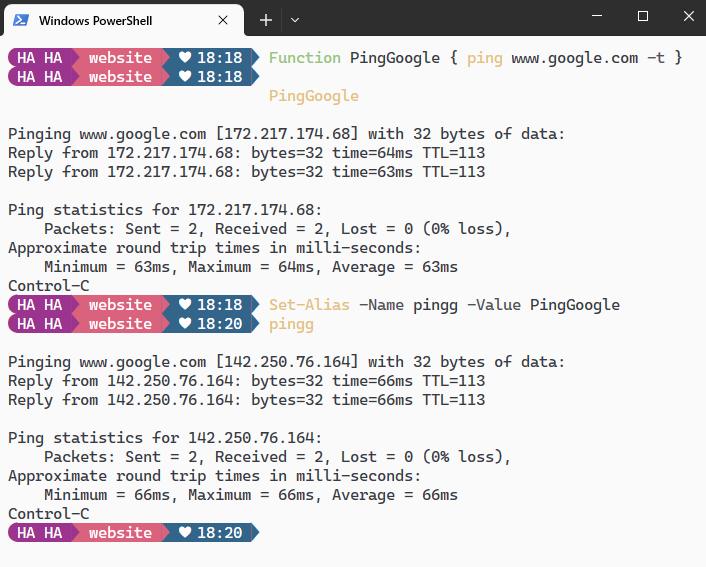 Windows PowerShell
HA HA website ♥ 18:18 Function PingGoogle { ping www.google.com -t }
HA HA website ♥ 18:18
PingGoogle
Pinging www.google.com [172.217.174.68] with 32 bytes of data:
Reply from 172.217.174.68: bytes=32 time=64ms TTL=113
Reply from 172.217.174.68: bytes=32 time=63ms TTL=113
Ping statistics for 172.217.174.68:
Packets: Sent = 2, Received = 2, Lost = 0 (0% loss),
Approximate round trip times in milli-seconds:
Minimum = 63ms, Maximum = 64ms, Average = 63ms
Control-C
HA HA website ♥ 18:18 Set-Alias -Name pingg -Value PingGoogle
HA HA website ♥ 18:20 pingg
Pinging www.google.com [142.250.76.164] with 32 bytes of data:
Reply from 142.250.76.164: bytes=32 time=66ms TTL=113
Reply from 142.250.76.164: bytes=32 time=66ms TTL=113
Ping statistics for 142.250.76.164:
Packets: Sent = 2, Received = 2, Lost = 0 (0% loss),
Approximate round trip times in milli-seconds:
Minimum = 66ms, Maximum = 66ms, Average = 66ms
Control-C
HA HA website ♥ 18:20